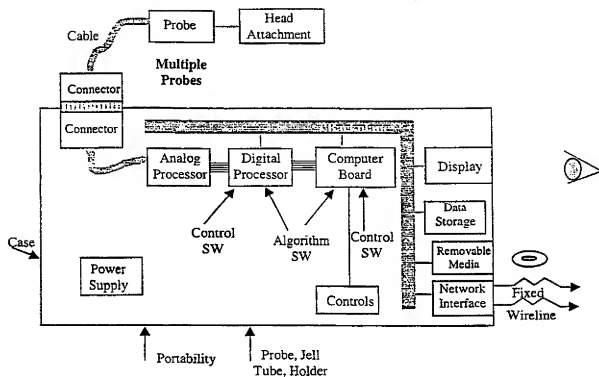 Cable
Probe
Head
Attachment
Multiple
Probes
Connector
Connector
Analog
Processor
Digital
Processor
Computer
Board
Display
Data
Storage
Removable
Media
Network
Interface
Control
SW
Algorithm
SW
Control
SW
Case
Power
Supply
Controls
Fixed
Wireline
Portability
Probe, Jell
Tube, Holder